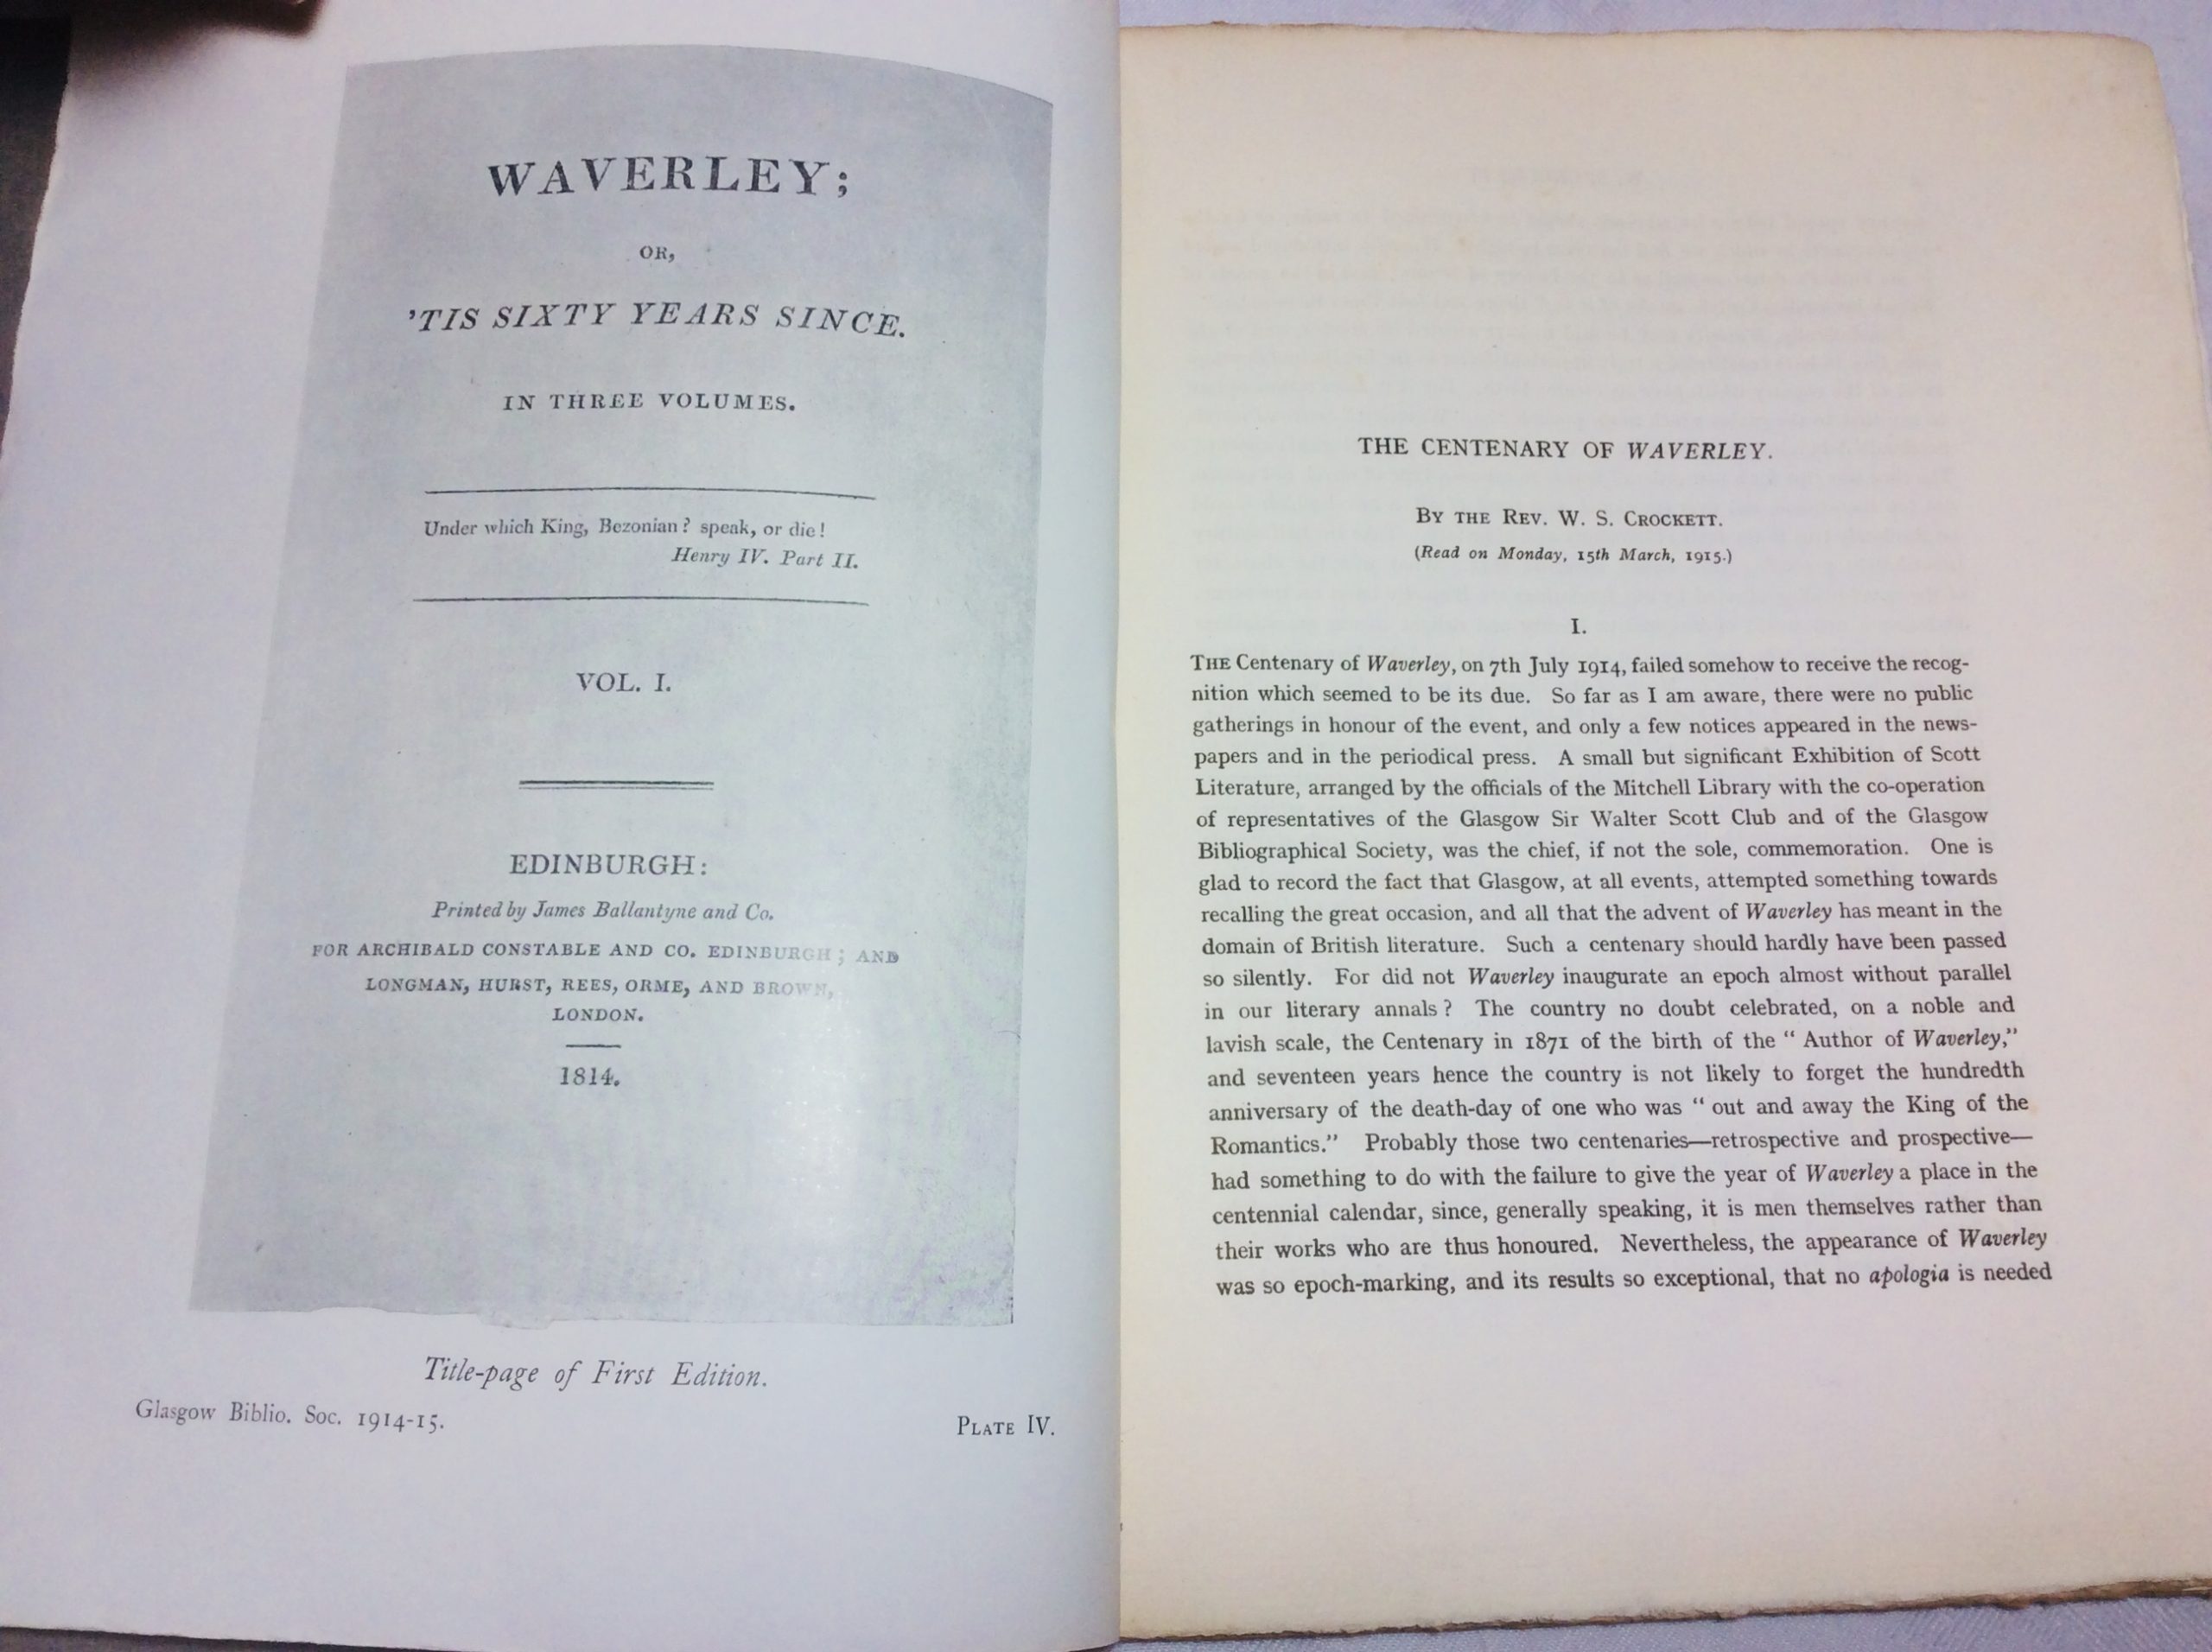 WAVERLEY;
OR,
'TIS SIXTY YEARS SINCE.
IN THREE VOLUMES.
Under which King, Bezonian? speak, or die!
Henry IV. Part II.
VOL. I.
EDINBURGH:
Printed by James Ballantyne and Co.
FOR ARCHIBALD CONSTABLE AND CO. EDINBURGH; AND
LONGMAN, HURST, REES, ORME, AND BROWN,
LONDON.
1814.
Title-page of First Edition.
Glasgow Biblio. Soc. 1914-15.
PLATE IV.
THE CENTENARY OF WAVERLEY.
BY THE REV. W. S. CROCKETT.
(Read on Monday, 15th March, 1915.)
I.
THE Centenary of Waverley, on 7th July 1914, failed somehow to receive the recog-
nition which seemed to be its due. So far as I am aware, there were no public
gatherings in honour of the event, and only a few notices appeared in the news-
papers and in the periodical press. A small but significant Exhibition of Scott
Literature, arranged by the officials of the Mitchell Library with the co-operation
of representatives of the Glasgow Sir Walter Scott Club and of the Glasgow
Bibliographical Society, was the chief, if not the sole, commemoration. One is
glad to record the fact that Glasgow, at all events, attempted something towards
recalling the great occasion, and all that the advent of Waverley has meant in the
domain of British literature. Such a centenary should hardly have been passed
so silently. For did not Waverley inaugurate an epoch almost without parallel
in our literary annals? The country no doubt celebrated, on a noble and
lavish scale, the Centenary in 1871 of the birth of the "Author of Waverley,"
and seventeen years hence the country is not likely to forget the hundredth
anniversary of the death-day of one who was "out and away the King of the
Romantics." Probably those two centenaries—retrospective and prospective—
had something to do with the failure to give the year of Waverley a place in the
centennial calendar, since, generally speaking, it is men themselves rather than
their works who are thus honoured. Nevertheless, the appearance of Waverley
was so epoch-marking, and its results so exceptional, that no apologia is needed